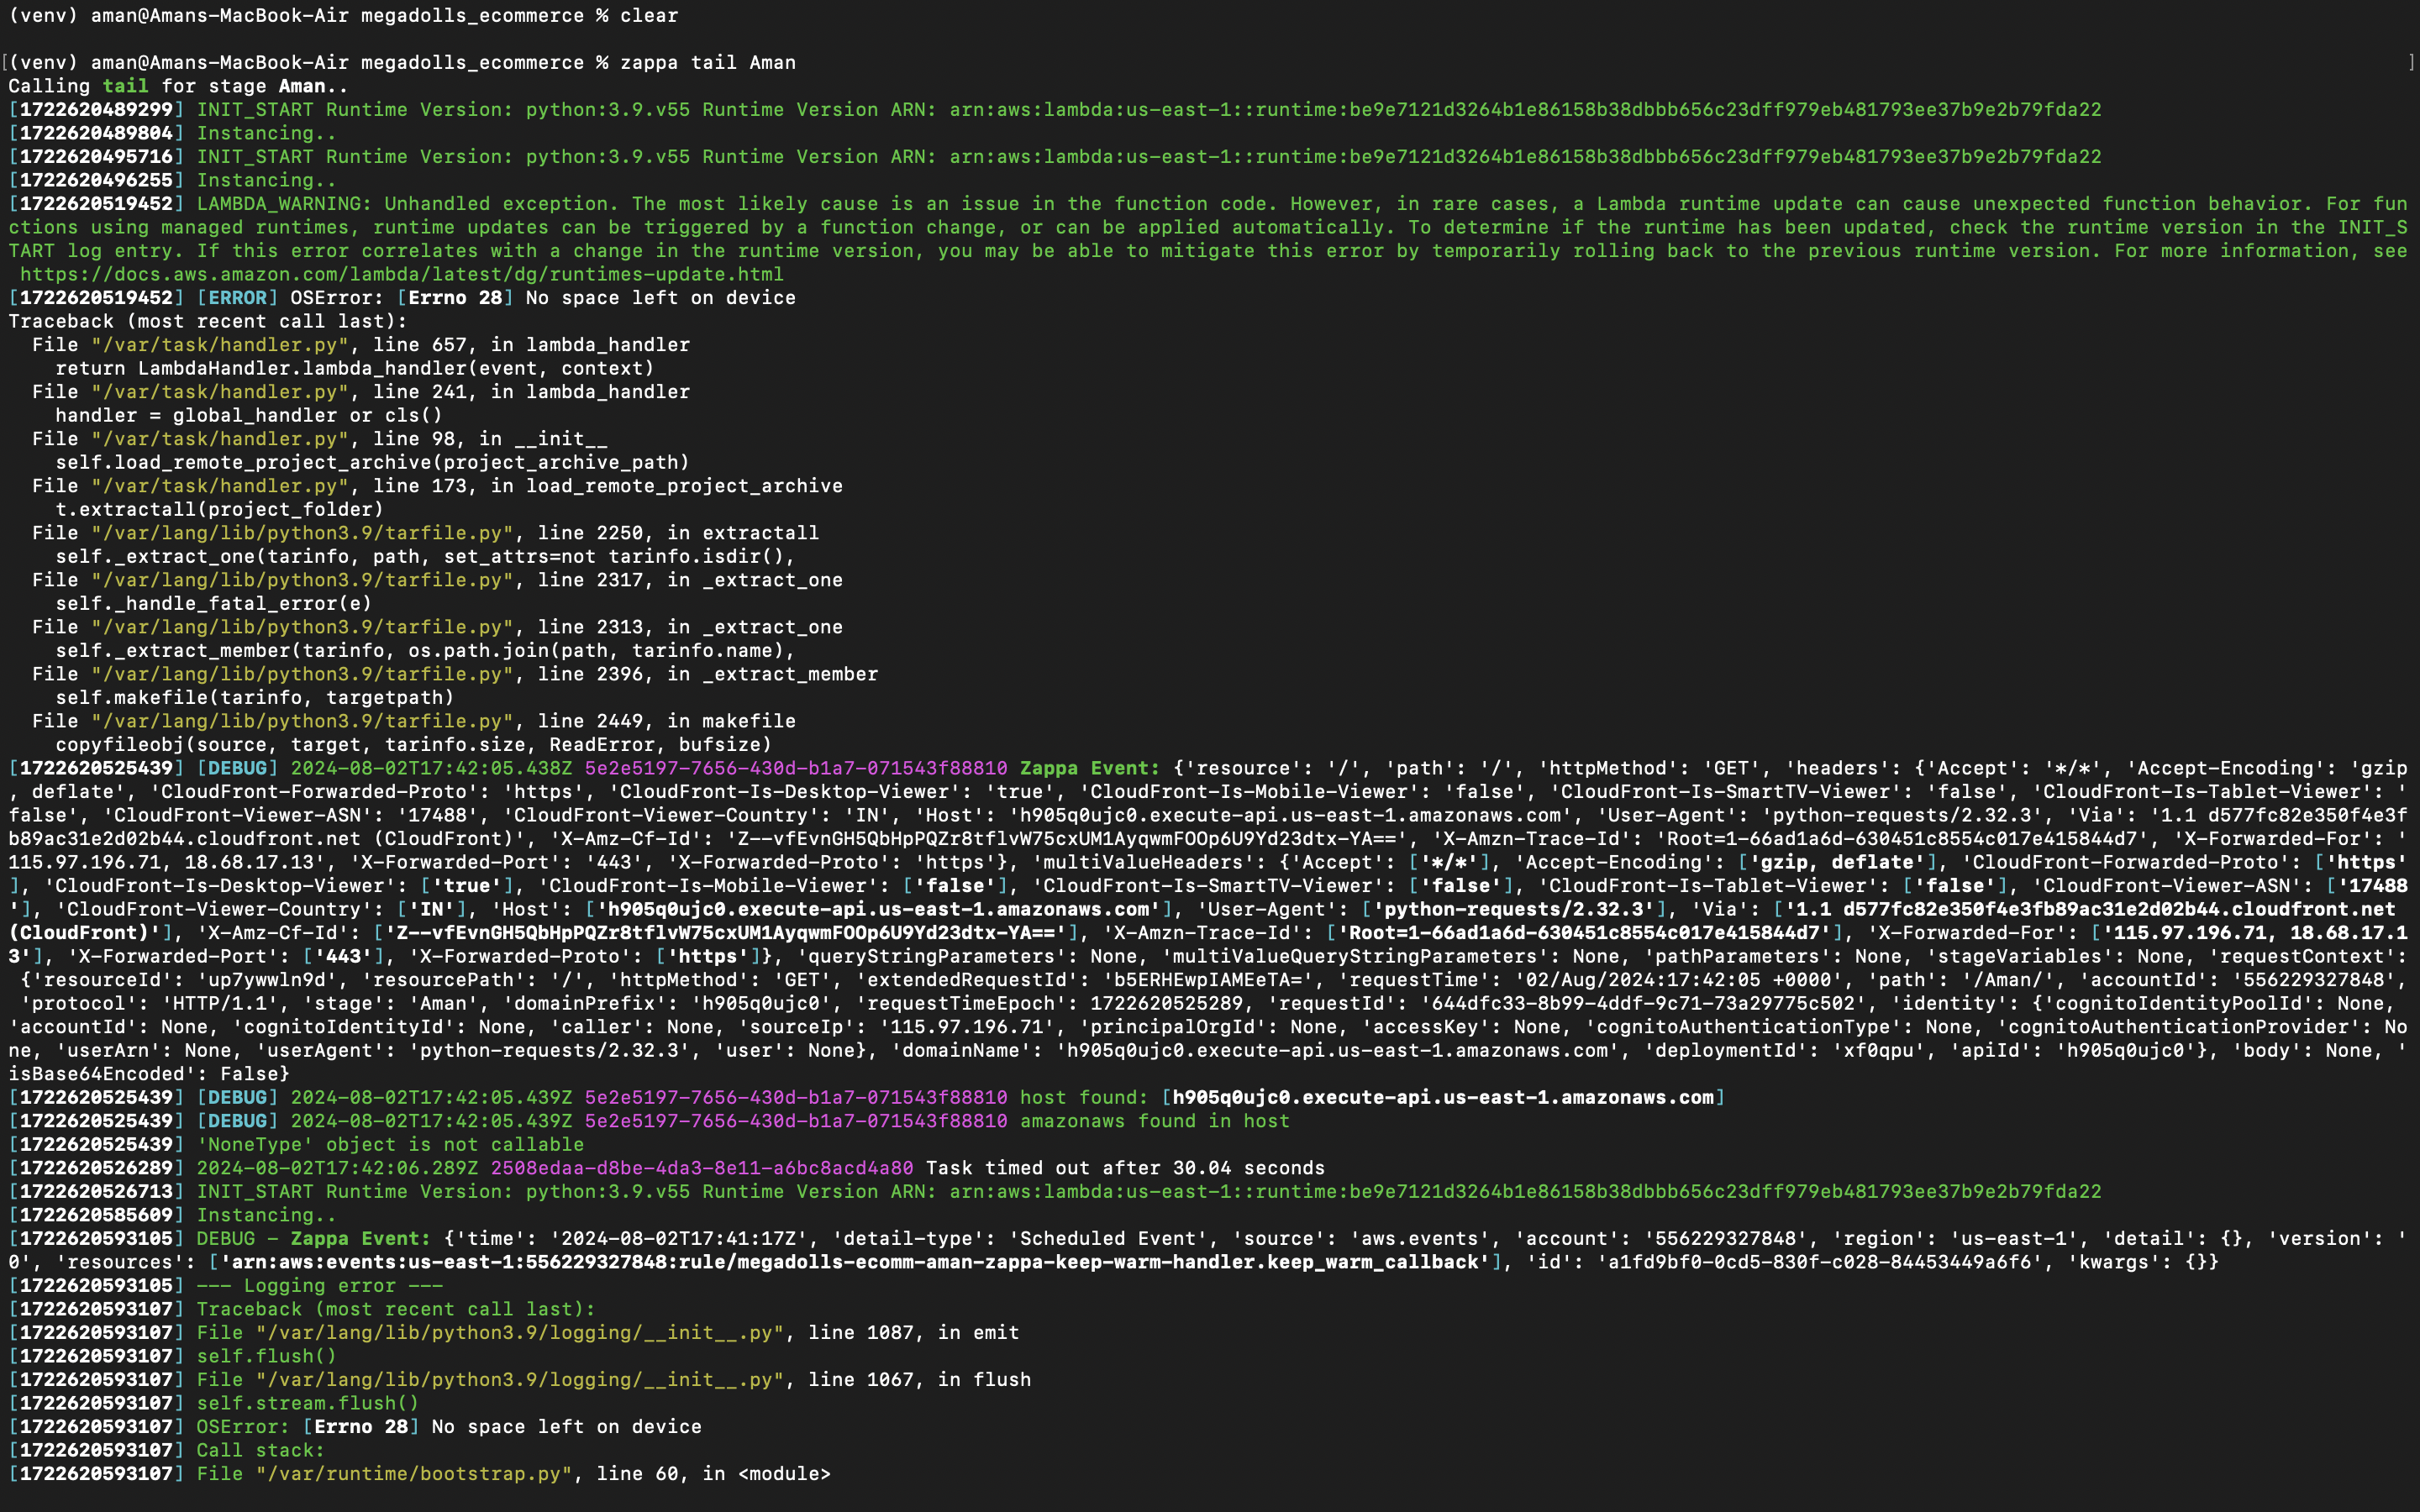 (venv) aman@Amans-MacBook-Air megadolls_ecommerce % clear
[(venv) aman@Amans-MacBook-Air megadolls_ecommerce % zappa tail Aman ]
Calling tail for stage Aman..
[1722620489299] INIT_START Runtime Version: python:3.9.v55 Runtime Version ARN: arn:aws:lambda:us-east-1::runtime:be9e7121d3264b1e86158b38dbbb656c23dff979eb481793ee37b9e2b79fda22
[1722620489804] Instancing..
[1722620495716] INIT_START Runtime Version: python:3.9.v55 Runtime Version ARN: arn:aws:lambda:us-east-1::runtime:be9e7121d3264b1e86158b38dbbb656c23dff979eb481793ee37b9e2b79fda22
[1722620496255] Instancing..
[1722620519452] LAMBDA_WARNING: Unhandled exception. The most likely cause is an issue in the function code. However, in rare cases, a Lambda runtime update can cause unexpected function behavior. For fun
ctions using managed runtimes, runtime updates can be triggered by a function change, or can be applied automatically. To determine if the runtime has been updated, check the runtime version in the INIT_S
TART log entry. If this error correlates with a change in the runtime version, you may be able to mitigate this error by temporarily rolling back to the previous runtime version. For more information, see
 https://docs.aws.amazon.com/lambda/latest/dg/runtimes-update.html
[1722620519452] [ERROR] OSError: [Errno 28] No space left on device
Traceback (most recent call last):
  File "/var/task/handler.py", line 657, in lambda_handler
    return LambdaHandler.lambda_handler(event, context)
  File "/var/task/handler.py", line 241, in lambda_handler
    handler = global_handler or cls()
  File "/var/task/handler.py", line 98, in __init__
    self.load_remote_project_archive(project_archive_path)
  File "/var/task/handler.py", line 173, in load_remote_project_archive
    t.extractall(project_folder)
  File "/var/lang/lib/python3.9/tarfile.py", line 2250, in extractall
    self._extract_one(tarinfo, path, set_attrs=not tarinfo.isdir(),
  File "/var/lang/lib/python3.9/tarfile.py", line 2317, in _extract_one
    self._handle_fatal_error(e)
  File "/var/lang/lib/python3.9/tarfile.py", line 2313, in _extract_one
    self._extract_member(tarinfo, os.path.join(path, tarinfo.name),
  File "/var/lang/lib/python3.9/tarfile.py", line 2396, in _extract_member
    self.makefile(tarinfo, targetpath)
  File "/var/lang/lib/python3.9/tarfile.py", line 2449, in makefile
    copyfileobj(source, target, tarinfo.size, ReadError, bufsize)
[1722620525439] [DEBUG] 2024-08-02T17:42:05.438Z 5e2e5197-7656-430d-b1a7-071543f88810 Zappa Event: {'resource': '/', 'path': '/', 'httpMethod': 'GET', 'headers': {'Accept': '*/*', 'Accept-Encoding': 'gzip
, deflate', 'CloudFront-Forwarded-Proto': 'https', 'CloudFront-Is-Desktop-Viewer': 'true', 'CloudFront-Is-Mobile-Viewer': 'false', 'CloudFront-Is-SmartTV-Viewer': 'false', 'CloudFront-Is-Tablet-Viewer': '
false', 'CloudFront-Viewer-ASN': '17488', 'CloudFront-Viewer-Country': 'IN', 'Host': 'h905q0ujc0.execute-api.us-east-1.amazonaws.com', 'User-Agent': 'python-requests/2.32.3', 'Via': '1.1 d577fc82e350f4e3f
b89ac31e2d02b44.cloudfront.net (CloudFront)', 'X-Amz-Cf-Id': 'Z--vfEvnGH5QbHpPQZr8tflvW75cxUM1AyqwmFOOp6U9Yd23dtx-YA==', 'X-Amzn-Trace-Id': 'Root=1-66ad1a6d-630451c8554c017e415844d7', 'X-Forwarded-For': '
115.97.196.71, 18.68.17.13', 'X-Forwarded-Port': '443', 'X-Forwarded-Proto': 'https'}, 'multiValueHeaders': {'Accept': ['*/*'], 'Accept-Encoding': ['gzip, deflate'], 'CloudFront-Forwarded-Proto': ['https'
], 'CloudFront-Is-Desktop-Viewer': ['true'], 'CloudFront-Is-Mobile-Viewer': ['false'], 'CloudFront-Is-SmartTV-Viewer': ['false'], 'CloudFront-Is-Tablet-Viewer': ['false'], 'CloudFront-Viewer-ASN': ['17488
'], 'CloudFront-Viewer-Country': ['IN'], 'Host': ['h905q0ujc0.execute-api.us-east-1.amazonaws.com'], 'User-Agent': ['python-requests/2.32.3'], 'Via': ['1.1 d577fc82e350f4e3fb89ac31e2d02b44.cloudfront.net
(CloudFront)'], 'X-Amz-Cf-Id': ['Z--vfEvnGH5QbHpPQZr8tflvW75cxUM1AyqwmFOOp6U9Yd23dtx-YA=='], 'X-Amzn-Trace-Id': ['Root=1-66ad1a6d-630451c8554c017e415844d7'], 'X-Forwarded-For': ['115.97.196.71, 18.68.17.1
3'], 'X-Forwarded-Port': ['443'], 'X-Forwarded-Proto': ['https']}, 'queryStringParameters': None, 'multiValueQueryStringParameters': None, 'pathParameters': None, 'stageVariables': None, 'requestContext':
 {'resourceId': 'up7ywwln9d', 'resourcePath': '/', 'httpMethod': 'GET', 'extendedRequestId': 'b5ERHEwpIAMEeTA=', 'requestTime': '02/Aug/2024:17:42:05 +0000', 'path': '/Aman/', 'accountId': '556229327848',
 'protocol': 'HTTP/1.1', 'stage': 'Aman', 'domainPrefix': 'h905q0ujc0', 'requestTimeEpoch': 1722620525289, 'requestId': '644dfc33-8b99-4ddf-9c71-73a29775c502', 'identity': {'cognitoIdentityPoolId': None,
'accountId': None, 'cognitoIdentityId': None, 'caller': None, 'sourceIp': '115.97.196.71', 'principalOrgId': None, 'accessKey': None, 'cognitoAuthenticationType': None, 'cognitoAuthenticationProvider': No
ne, 'userArn': None, 'userAgent': 'python-requests/2.32.3', 'user': None}, 'domainName': 'h905q0ujc0.execute-api.us-east-1.amazonaws.com', 'deploymentId': 'xf0qpu', 'apiId': 'h905q0ujc0'}, 'body': None, '
isBase64Encoded': False}
[1722620525439] [DEBUG] 2024-08-02T17:42:05.439Z 5e2e5197-7656-430d-b1a7-071543f88810 host found: [h905q0ujc0.execute-api.us-east-1.amazonaws.com]
[1722620525439] [DEBUG] 2024-08-02T17:42:05.439Z 5e2e5197-7656-430d-b1a7-071543f88810 amazonaws found in host
[1722620525439] 'NoneType' object is not callable
[1722620526289] 2024-08-02T17:42:06.289Z 2508edaa-d8be-4da3-8e11-a6bc8acd4a80 Task timed out after 30.04 seconds
[1722620526713] INIT_START Runtime Version: python:3.9.v55 Runtime Version ARN: arn:aws:lambda:us-east-1::runtime:be9e7121d3264b1e86158b38dbbb656c23dff979eb481793ee37b9e2b79fda22
[1722620585609] Instancing..
[1722620593105] DEBUG - Zappa Event: {'time': '2024-08-02T17:41:17Z', 'detail-type': 'Scheduled Event', 'source': 'aws.events', 'account': '556229327848', 'region': 'us-east-1', 'detail': {}, 'version': '
0', 'resources': ['arn:aws:events:us-east-1:556229327848:rule/megadolls-ecomm-aman-zappa-keep-warm-handler.keep_warm_callback'], 'id': 'a1fd9bf0-0cd5-830f-c028-84453449a6f6', 'kwargs': {}}
[1722620593105] --- Logging error ---
[1722620593107] Traceback (most recent call last):
[1722620593107] File "/var/lang/lib/python3.9/logging/__init__.py", line 1087, in emit
[1722620593107] self.flush()
[1722620593107] File "/var/lang/lib/python3.9/logging/__init__.py", line 1067, in flush
[1722620593107] self.stream.flush()
[1722620593107] OSError: [Errno 28] No space left on device
[1722620593107] Call stack:
[1722620593107] File "/var/runtime/bootstrap.py", line 60, in <module>